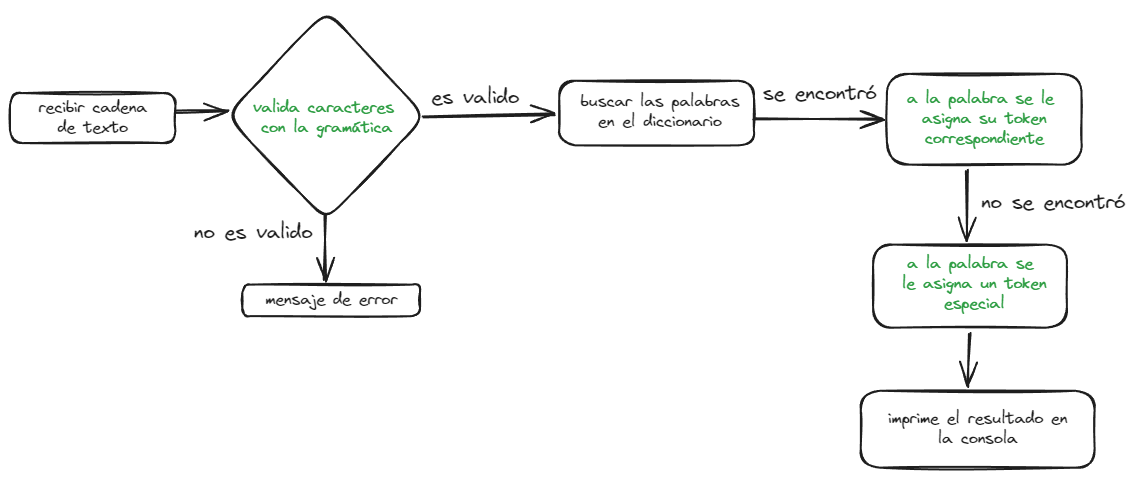 recibir cadena
de texto
valida caracteres
con la gramática
es valido
buscar las palabras
en el diccionario
se encontró
a la palabra se le
asigna su token
correspondiente
no es valido
mensaje de error
no se encontró
a la palabra se
le asigna un token
especial
imprime el resultado en
la consola